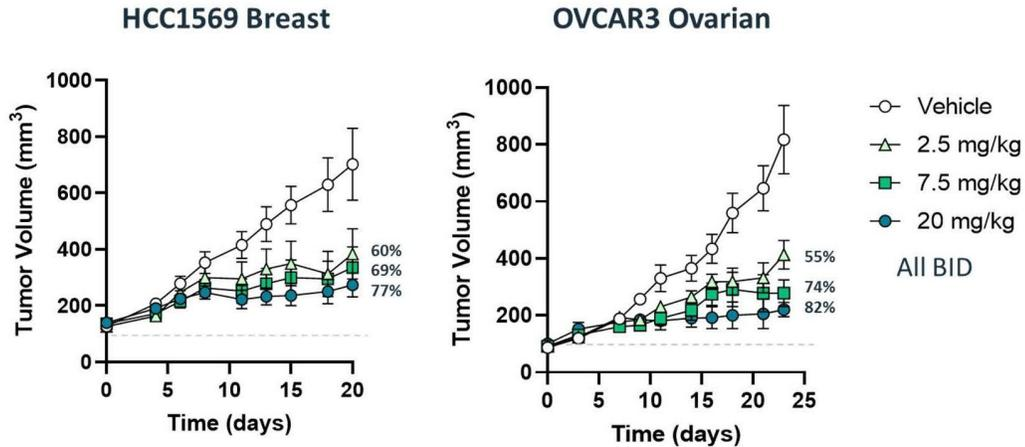 HCC1569 Breast
Tumor Volume (mm³)
1000
800
600
400
200
0
60%
69%
77%
0 5 10 15 20
Time (days)
OVCAR3 Ovarian
Tumor Volume (mm³)
1000
800
600
400
200
0
55%
74%
82%
0 5 10 15 20 25
Time (days)
Vehicle
2.5 mg/kg
7.5 mg/kg
20 mg/kg
All BID